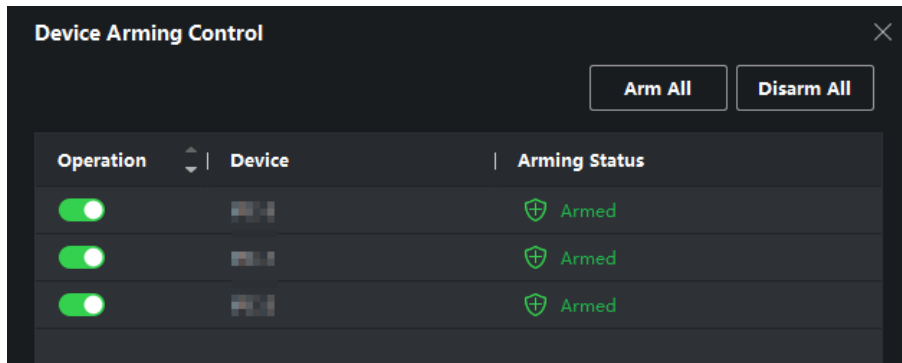 Device Arming Control
Arm All Disarm All
Operation Device Arming Status
Armed
Armed
Armed